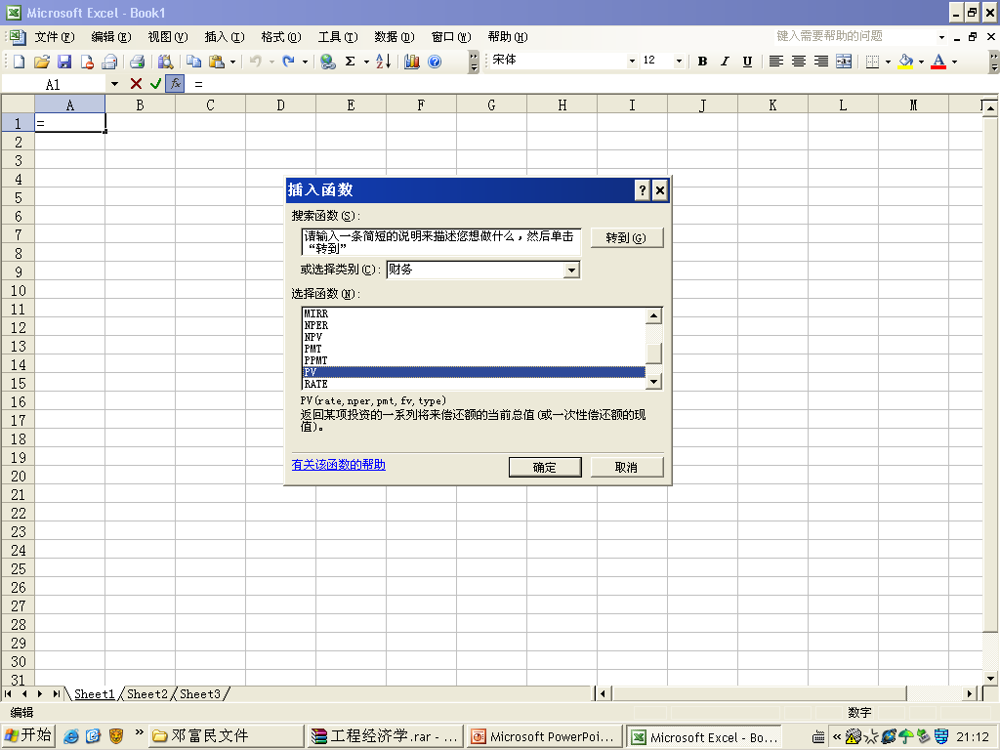 Microsoft Excel - Book1
文件(F) 编辑(E) 视图(V) 插入(I) 格式(O) 工具(T) 数据(D) 窗口(W) 帮助(H) 键入需要帮助的问题
宋体 12 B I U
A1 fx =
A B C D E F G H I J K L M
1 =
2
3
4
5
6
7
8
9
10
11
12
13
14
15
16
17
18
19
20
21
22
23
24
25
26
27
28
29
30
31
插入函数
搜索函数(S):
请输入一条简短的说明来描述您想做什么，然后单击
“转到”
转到(G)
或选择类别(C): 财务
选择函数(N):
MIRR
NPER
NPV
PMT
PPMT
PV
RATE
PV(rate,nper,pmt,fv,type)
返回某项投资的一系列将来偿还额的当前总值(或一次性偿还额的现
值)。
有关该函数的帮助 确定 取消
Sheet1 Sheet2 Sheet3
编辑 数字
开始 邓富民文件 工程经济学.rar - ... Microsoft PowerPoi... Microsoft Excel - Bo... 21:12